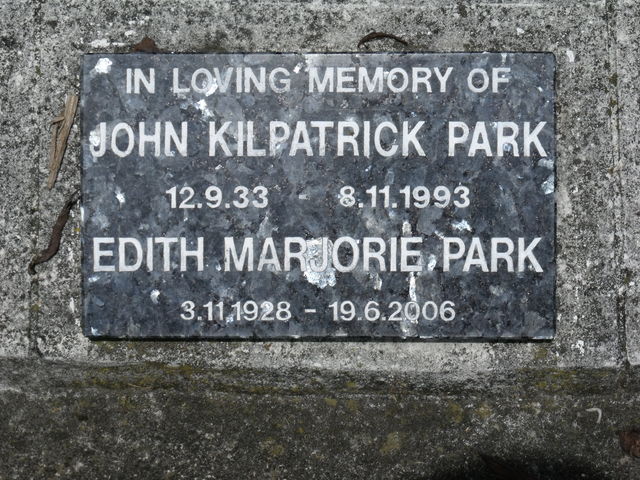 IN LOVING MEMORY OF
JOHN KILPATRICK PARK
12.9.33 - 8.11.1993
EDITH MARJORIE PARK
3.11.1928 - 19.6.2006